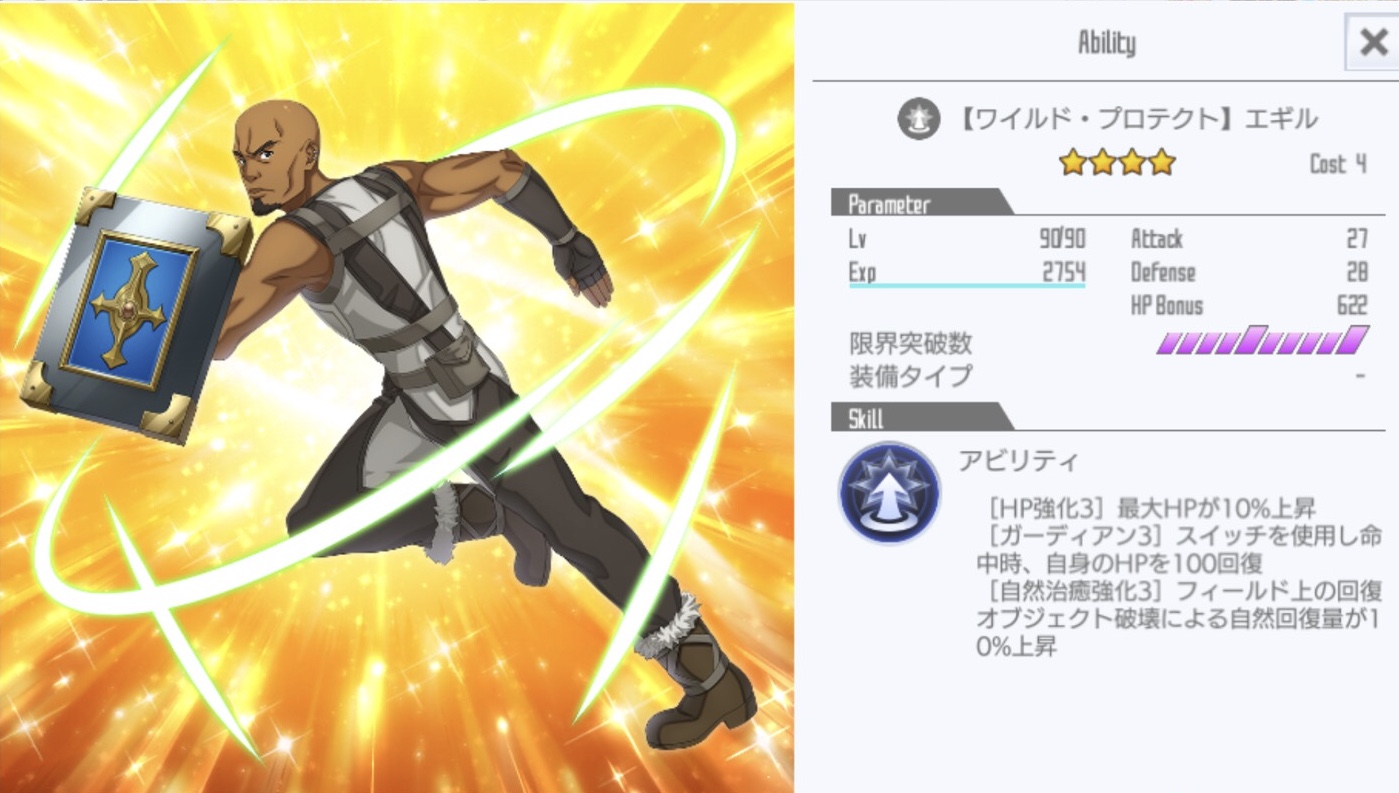 Ability
【ワイルド・プロテクト】エギル
Cost 4
Parameter
Lv 90/90 Attack 27
Exp 2754 Defense 28
HP Bonus 622
限界突破数
装備タイプ -
Skill
アビリティ
［HP強化3］最大HPが10%上昇
［ガーディアン3］スイッチを使用し命
中時、自身のHPを100回復
［自然治癒強化3］フィールド上の回復
オブジェクト破壊による自然回復量が1
0%上昇